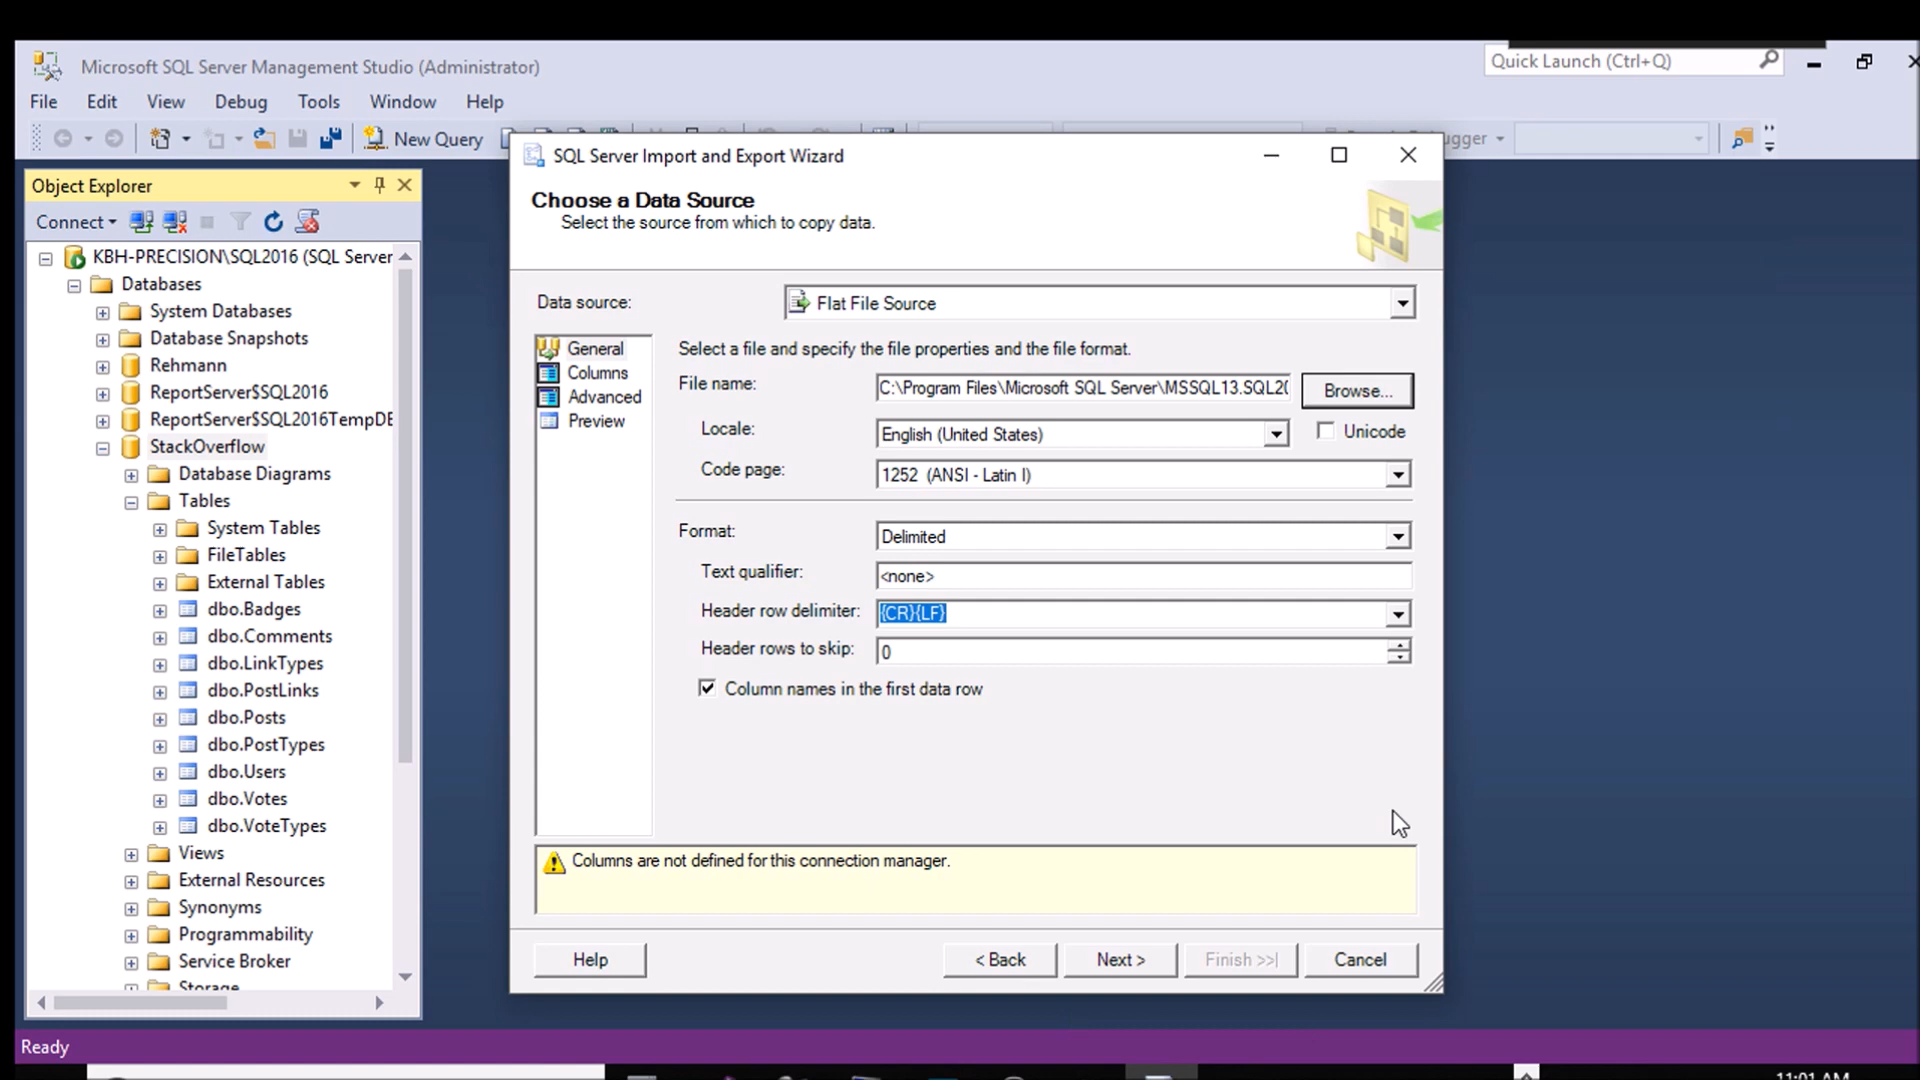 Microsoft SQL Server Management Studio (Administrator)
Quick Launch (Ctrl+Q)
File Edit View Debug Tools Window Help
New Query
Object Explorer
Connect
KBH-PRECISION\SQL2016 (SQL Server
Databases
System Databases
Database Snapshots
Rehmann
ReportServer$SQL2016
ReportServer$SQL2016TempDB
StackOverflow
Database Diagrams
Tables
System Tables
FileTables
External Tables
dbo.Badges
dbo.Comments
dbo.LinkTypes
dbo.PostLinks
dbo.Posts
dbo.PostTypes
dbo.Users
dbo.Votes
dbo.VoteTypes
Views
External Resources
Synonyms
Programmability
Service Broker
Storage
SQL Server Import and Export Wizard
Choose a Data Source
Select the source from which to copy data.
Data source: Flat File Source
General
Columns
Advanced
Preview
Select a file and specify the file properties and the file format.
File name: C:\Program Files\Microsoft SQL Server\MSSQL13.SQL20 Browse...
Locale: English (United States) Unicode
Code page: 1252 (ANSI - Latin I)
Format: Delimited
Text qualifier: <none>
Header row delimiter: {CR}{LF}
Header rows to skip: 0
Column names in the first data row
Columns are not defined for this connection manager.
Help < Back Next > Finish >>| Cancel
Ready
11:01 AM